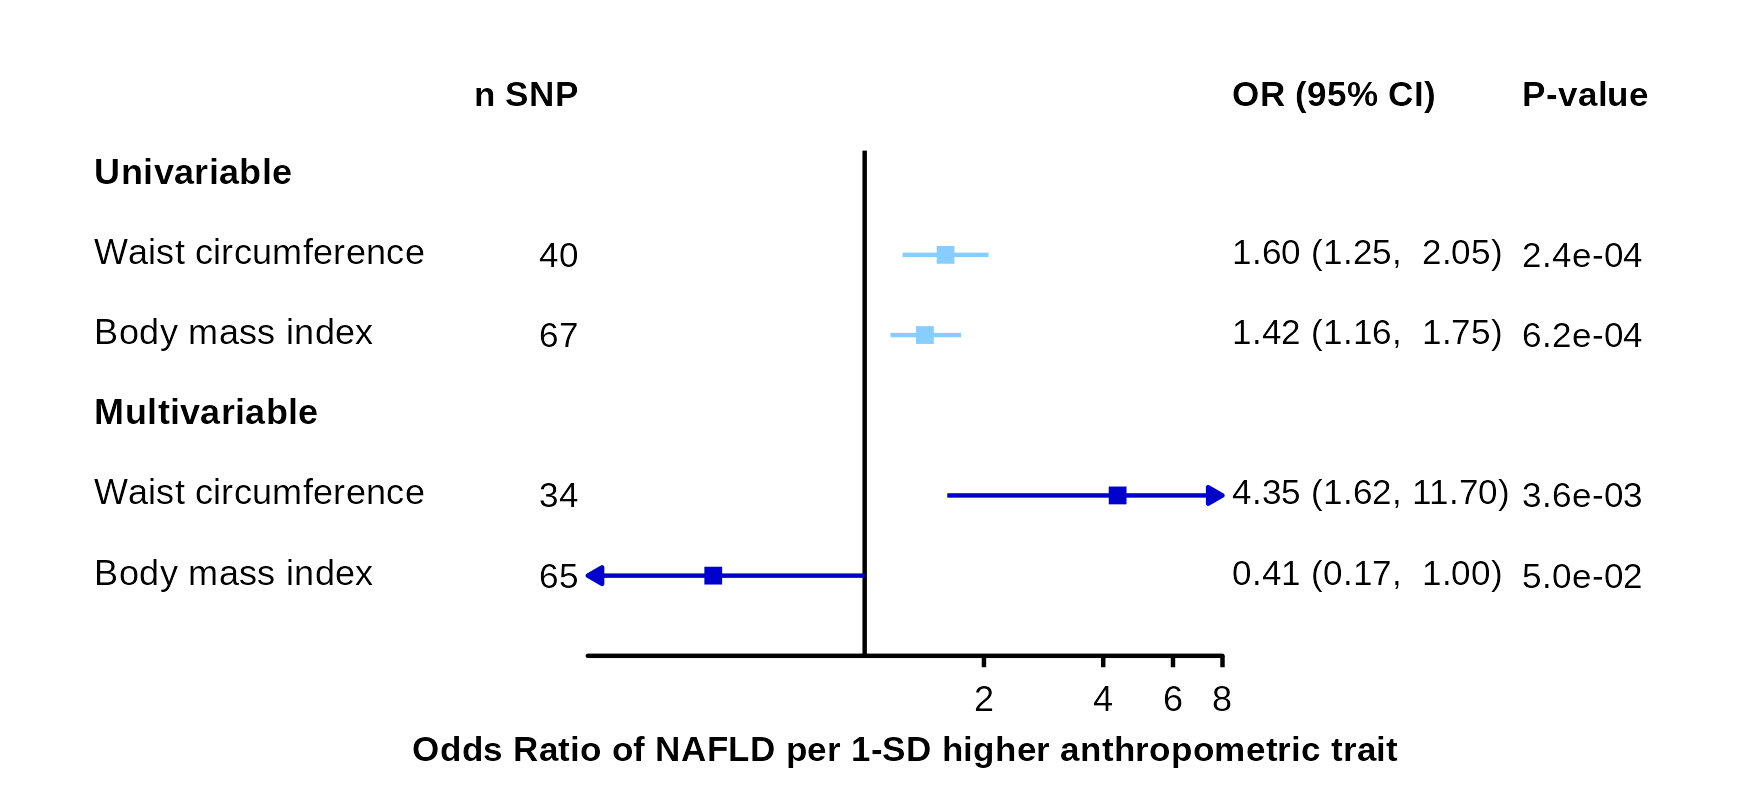 n SNP OR (95% CI) P-value
Univariable
Waist circumference 40 1.60 (1.25, 2.05) 2.4e-04
Body mass index 67 1.42 (1.16, 1.75) 6.2e-04
Multivariable
Waist circumference 34 4.35 (1.62, 11.70) 3.6e-03
Body mass index 65 0.41 (0.17, 1.00) 5.0e-02
2 4 6 8
Odds Ratio of NAFLD per 1-SD higher anthropometric trait